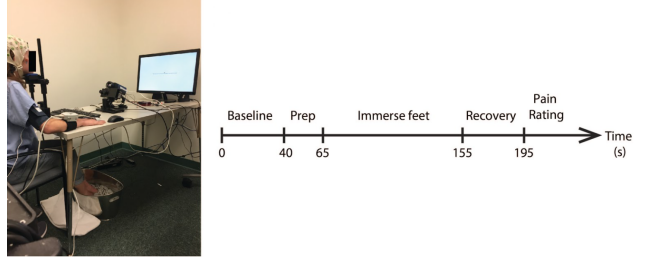 Pain
Baseline Prep Immerse feet Recovery Rating
Time
0 40 65 155 195 (s)